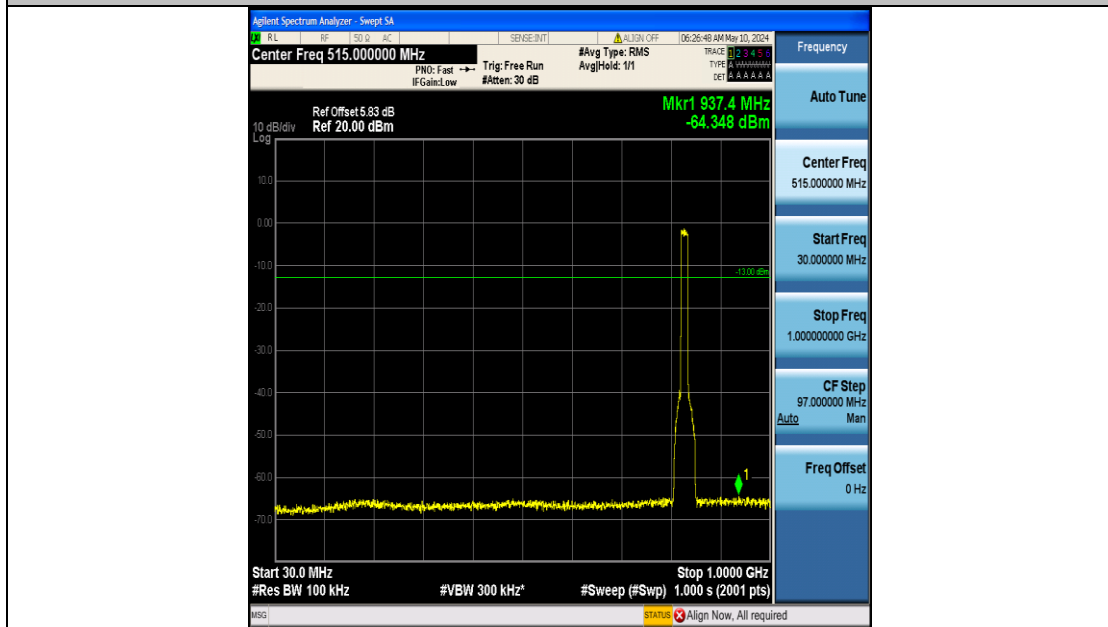 Agilent Spectrum Analyzer - Swept SA
RL RF 50 Ω AC SENSE:INT ALIGN OFF 06:26:48 AM May 10, 2024
Center Freq 515.000000 MHz #Avg Type: RMS TRACE 1 2 3 4 5 6
PNO: Fast Trig: Free Run Avg|Hold: 1/1 TYPE A
IFGain:Low #Atten: 30 dB DET A A A A A A
Mkr1 937.4 MHz
-64.348 dBm
Ref Offset 5.83 dB
10 dB/div Ref 20.00 dBm
Log
10.0
0.00
-10.0
-13.00 dBm
-20.0
-30.0
-40.0
-50.0
-60.0
1
-70.0
Start 30.0 MHz Stop 1.0000 GHz
#Res BW 100 kHz #VBW 300 kHz* #Sweep (#Swp) 1.000 s (2001 pts)
MSG STATUS Align Now, All required
Frequency
Auto Tune
Center Freq
515.000000 MHz
Start Freq
30.000000 MHz
Stop Freq
1.000000000 GHz
CF Step
97.000000 MHz
Auto Man
Freq Offset
0 Hz